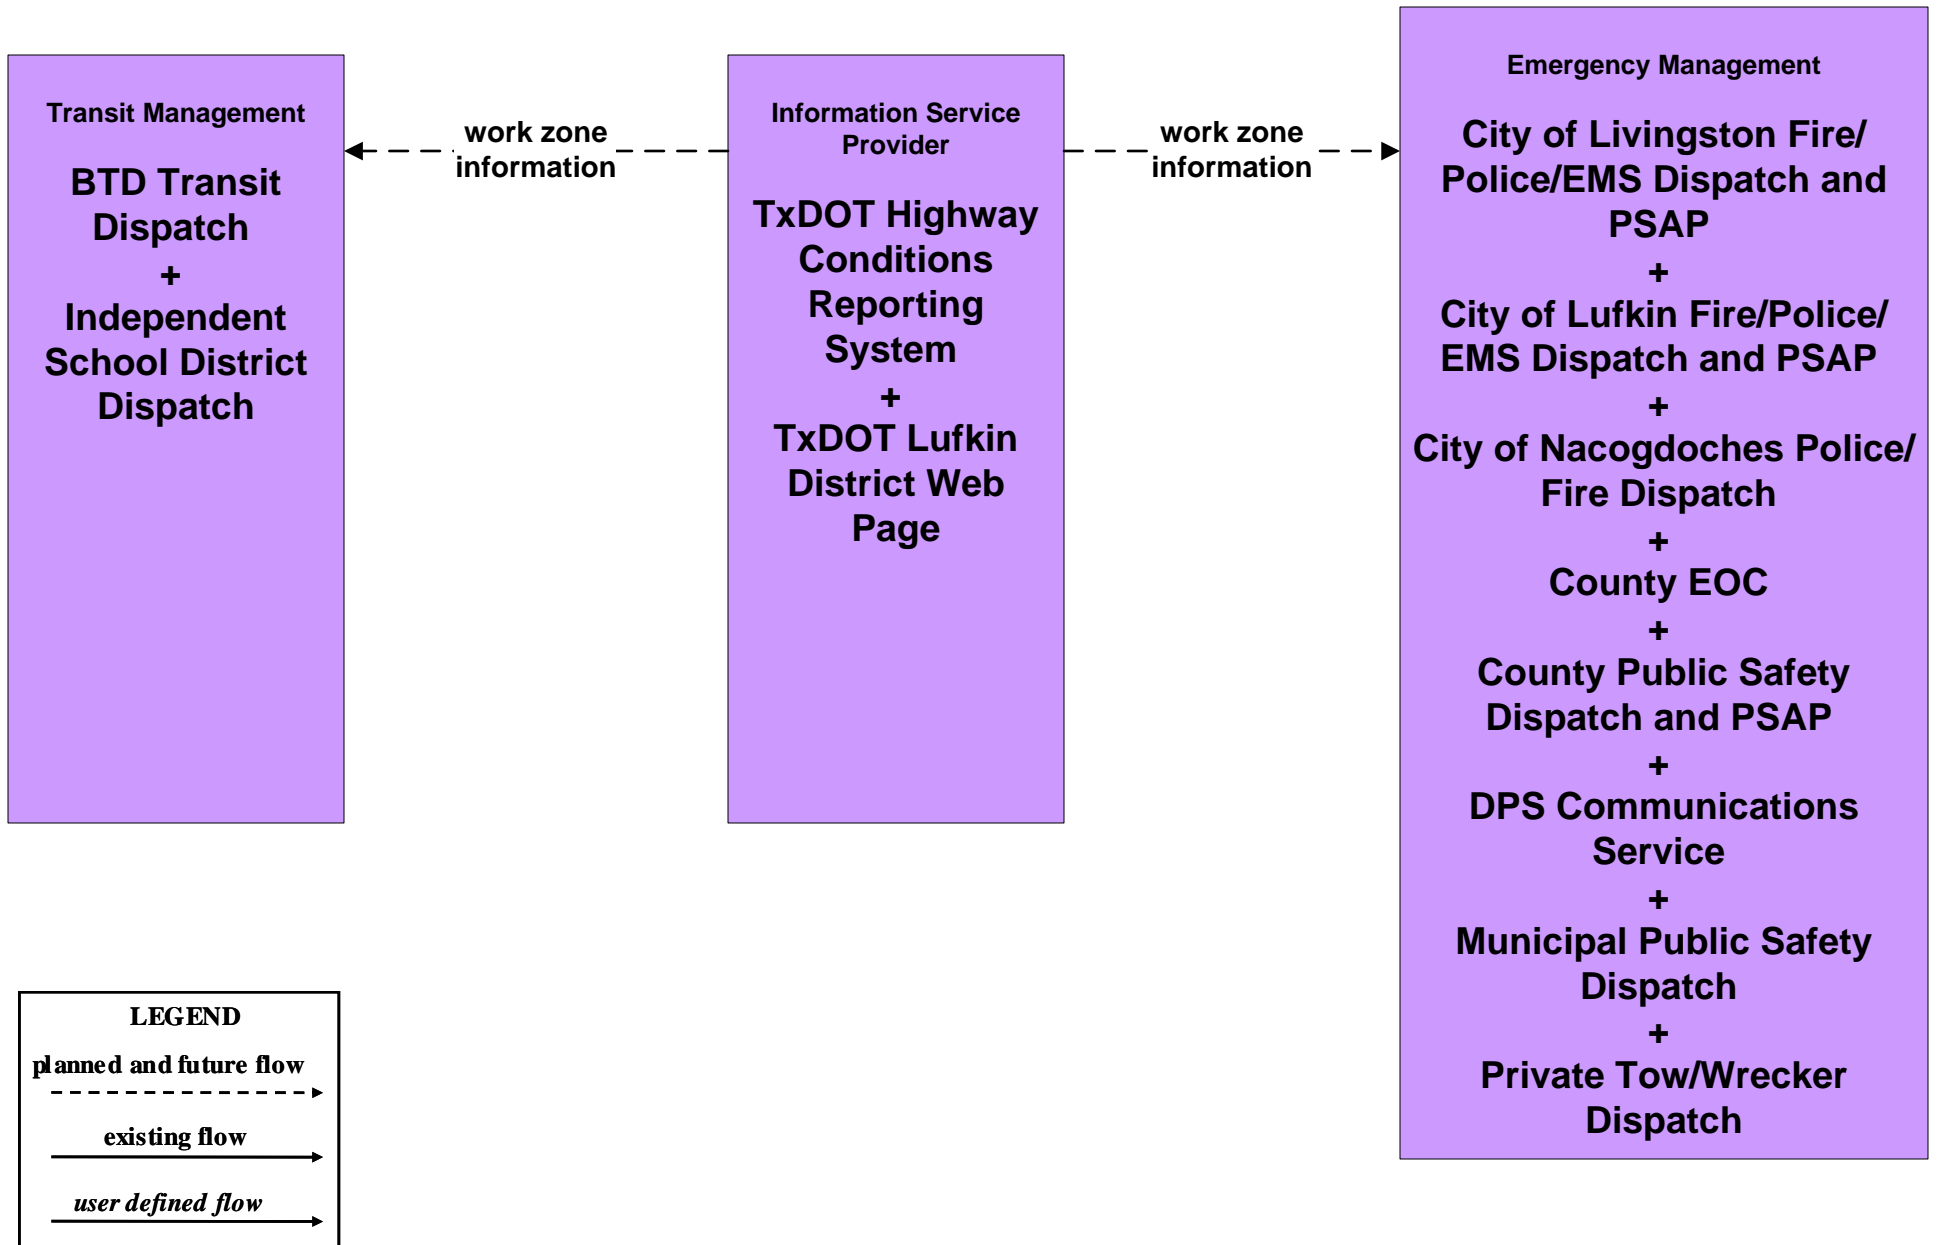 Transit Management
BTD Transit
Dispatch
+
Independent
School District
Dispatch
work zone
information
Information Service
Provider
TxDOT Highway
Conditions
Reporting
System
+
TxDOT Lufkin
District Web
Page
work zone
information
Emergency Management
City of Livingston Fire/
Police/EMS Dispatch and
PSAP
+
City of Lufkin Fire/Police/
EMS Dispatch and PSAP
+
City of Nacogdoches Police/
Fire Dispatch
+
County EOC
+
County Public Safety
Dispatch and PSAP
+
DPS Communications
Service
+
Municipal Public Safety
Dispatch
+
Private Tow/Wrecker
Dispatch
LEGEND
planned and future flow
existing flow
user defined flow